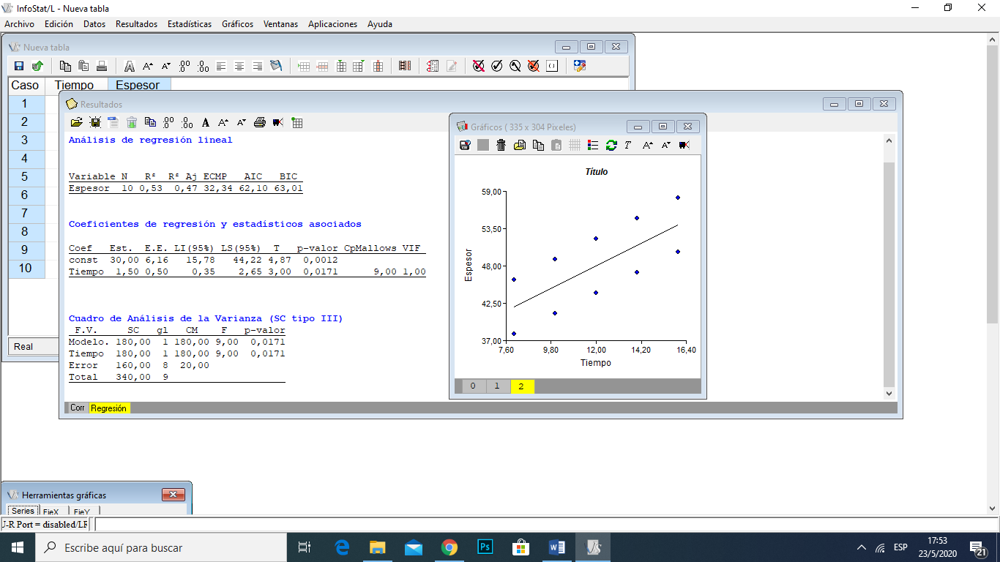 InfoStat/L - Nueva tabla
Archivo Edición Datos Resultados Estadísticas Gráficos Ventanas Aplicaciones Ayuda
Nueva tabla
Caso Tiempo Espesor
1
2
3
4
5
6
7
8
9
10
Real
Resultados
Análisis de regresión lineal
Variable N R² R² Aj ECMP AIC BIC
Espesor 10 0,53 0,47 32,34 62,10 63,01
Coeficientes de regresión y estadísticos asociados
Coef Est. E.E. LI(95%) LS(95%) T p-valor CpMallows VIF
const 30,00 6,16 15,78 44,22 4,87 0,0012
Tiempo 1,50 0,50 0,35 2,65 3,00 0,0171 9,00 1,00
Cuadro de Análisis de la Varianza (SC tipo III)
F.V. SC gl CM F p-valor
Modelo. 180,00 1 180,00 9,00 0,0171
Tiempo 180,00 1 180,00 9,00 0,0171
Error 160,00 8 20,00
Total 340,00 9
Corr Regresión
Gráficos ( 335 x 304 Pixeles)
Título
59,00
53,50
48,00
42,50
37,00
Espesor
7,60 9,80 12,00 14,20 16,40
Tiempo
0 1 2
Herramientas gráficas
Series EjeX EjeY
J-R Port = disabled/LF
Escribe aquí para buscar
Ps
ESP
17:53
23/5/2020
21